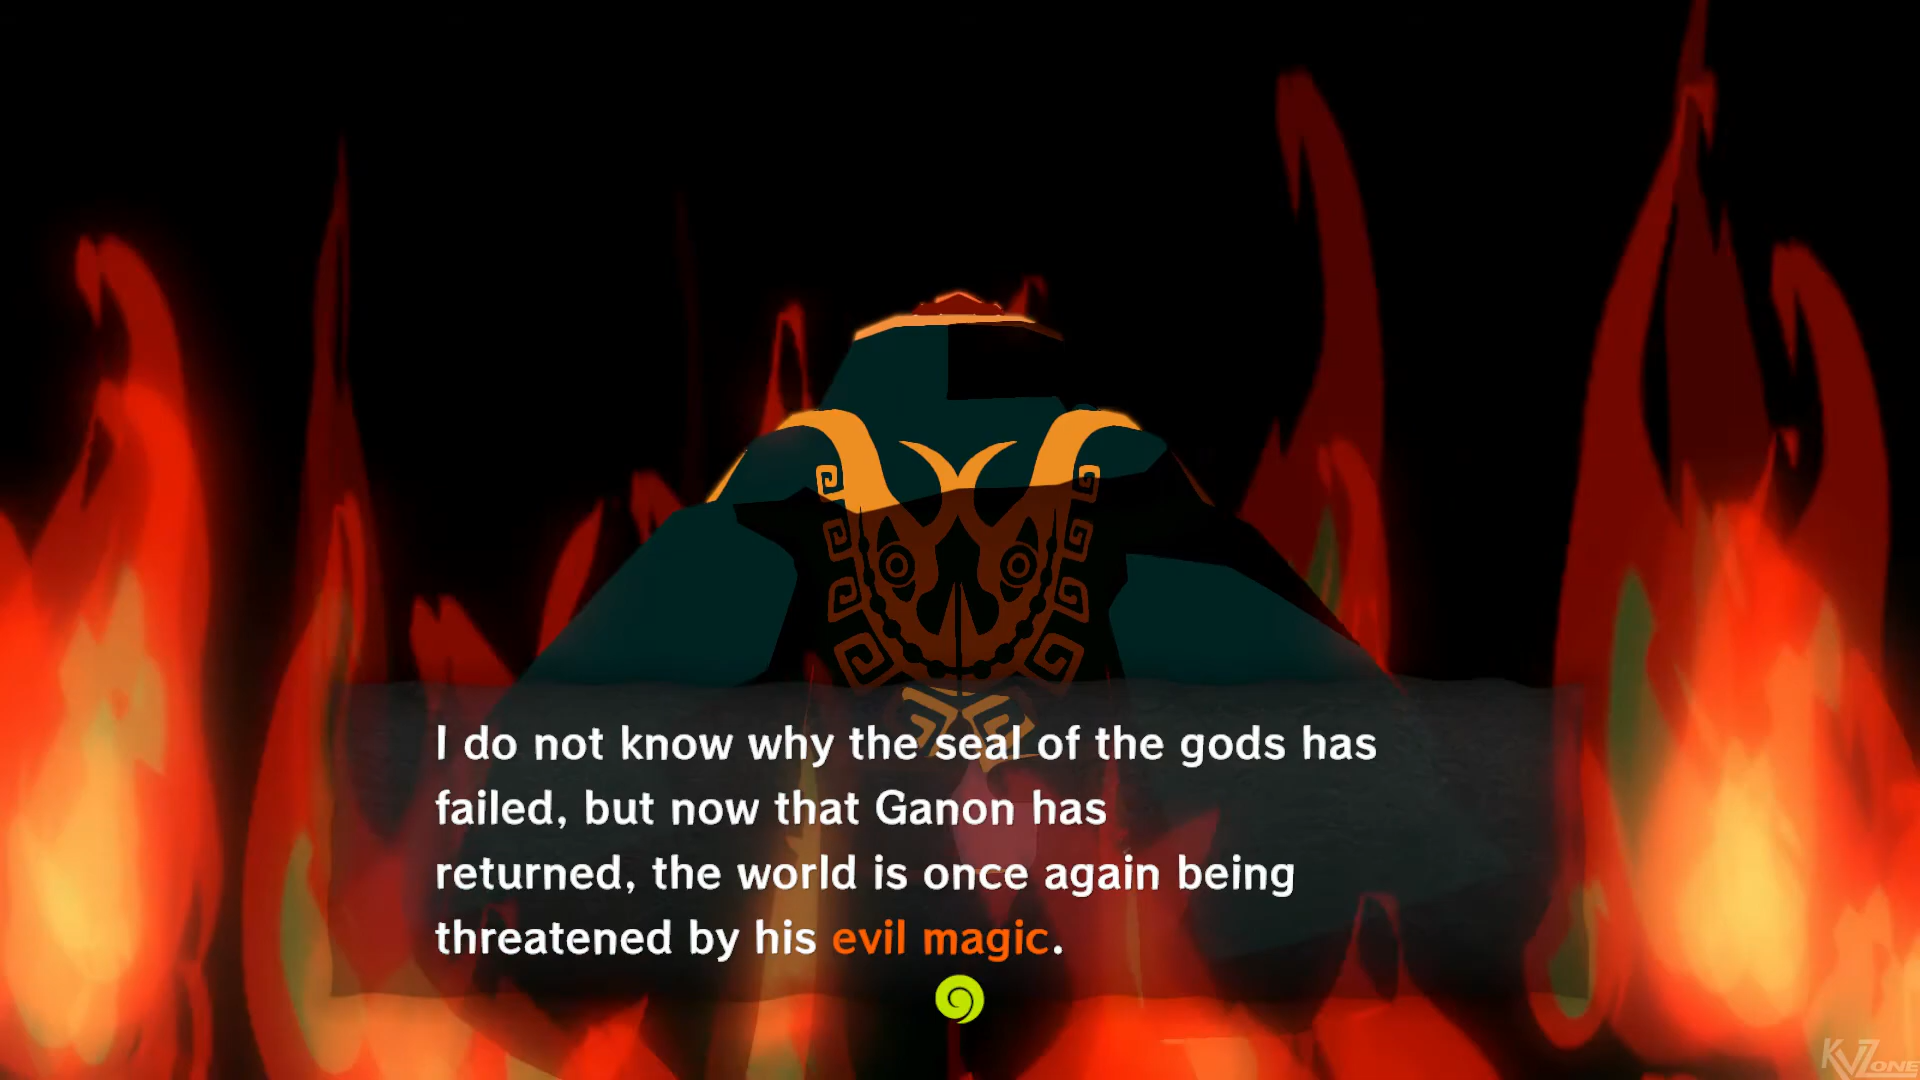 I do not know why the seal of the gods has
failed, but now that Ganon has
returned, the world is once again being
threatened by his evil magic.
KVZONE